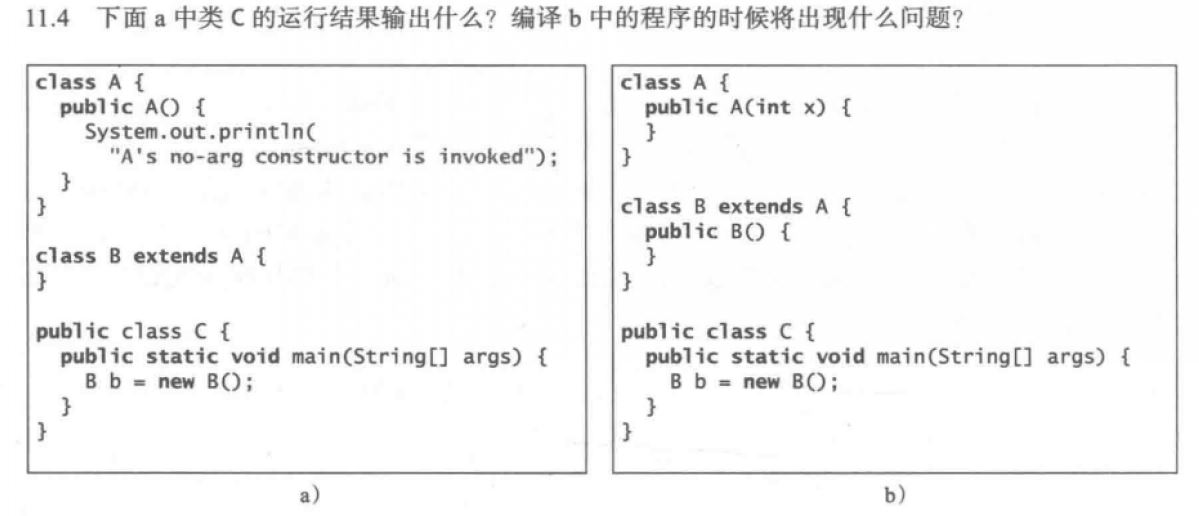 11.4 下面 a 中类 C 的运行结果输出什么？编译 b 中的程序的时候将出现什么问题？
class A {
  public A() {
    System.out.println(
      "A's no-arg constructor is invoked");
  }
}

class B extends A {
}

public class C {
  public static void main(String[] args) {
    B b = new B();
  }
}
a)
class A {
  public A(int x) {
  }
}

class B extends A {
  public B() {
  }
}

public class C {
  public static void main(String[] args) {
    B b = new B();
  }
}
b)